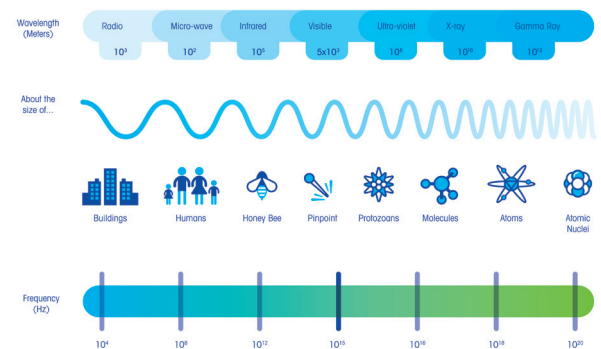 Wavelength
(Meters)
Radio
Micro-wave
Infrared
Visible
Ultra-violet
X-ray
Gamma Ray
10³
10²
10⁵
5x10³
10⁸
10¹⁰
10¹²
About the
size of...
Buildings
Humans
Honey Bee
Pinpoint
Protozoans
Molecules
Atoms
Atomic
Nuclei
Frequency
(Hz)
10⁴
10⁸
10¹²
10¹⁵
10¹⁶
10¹⁸
10²⁰